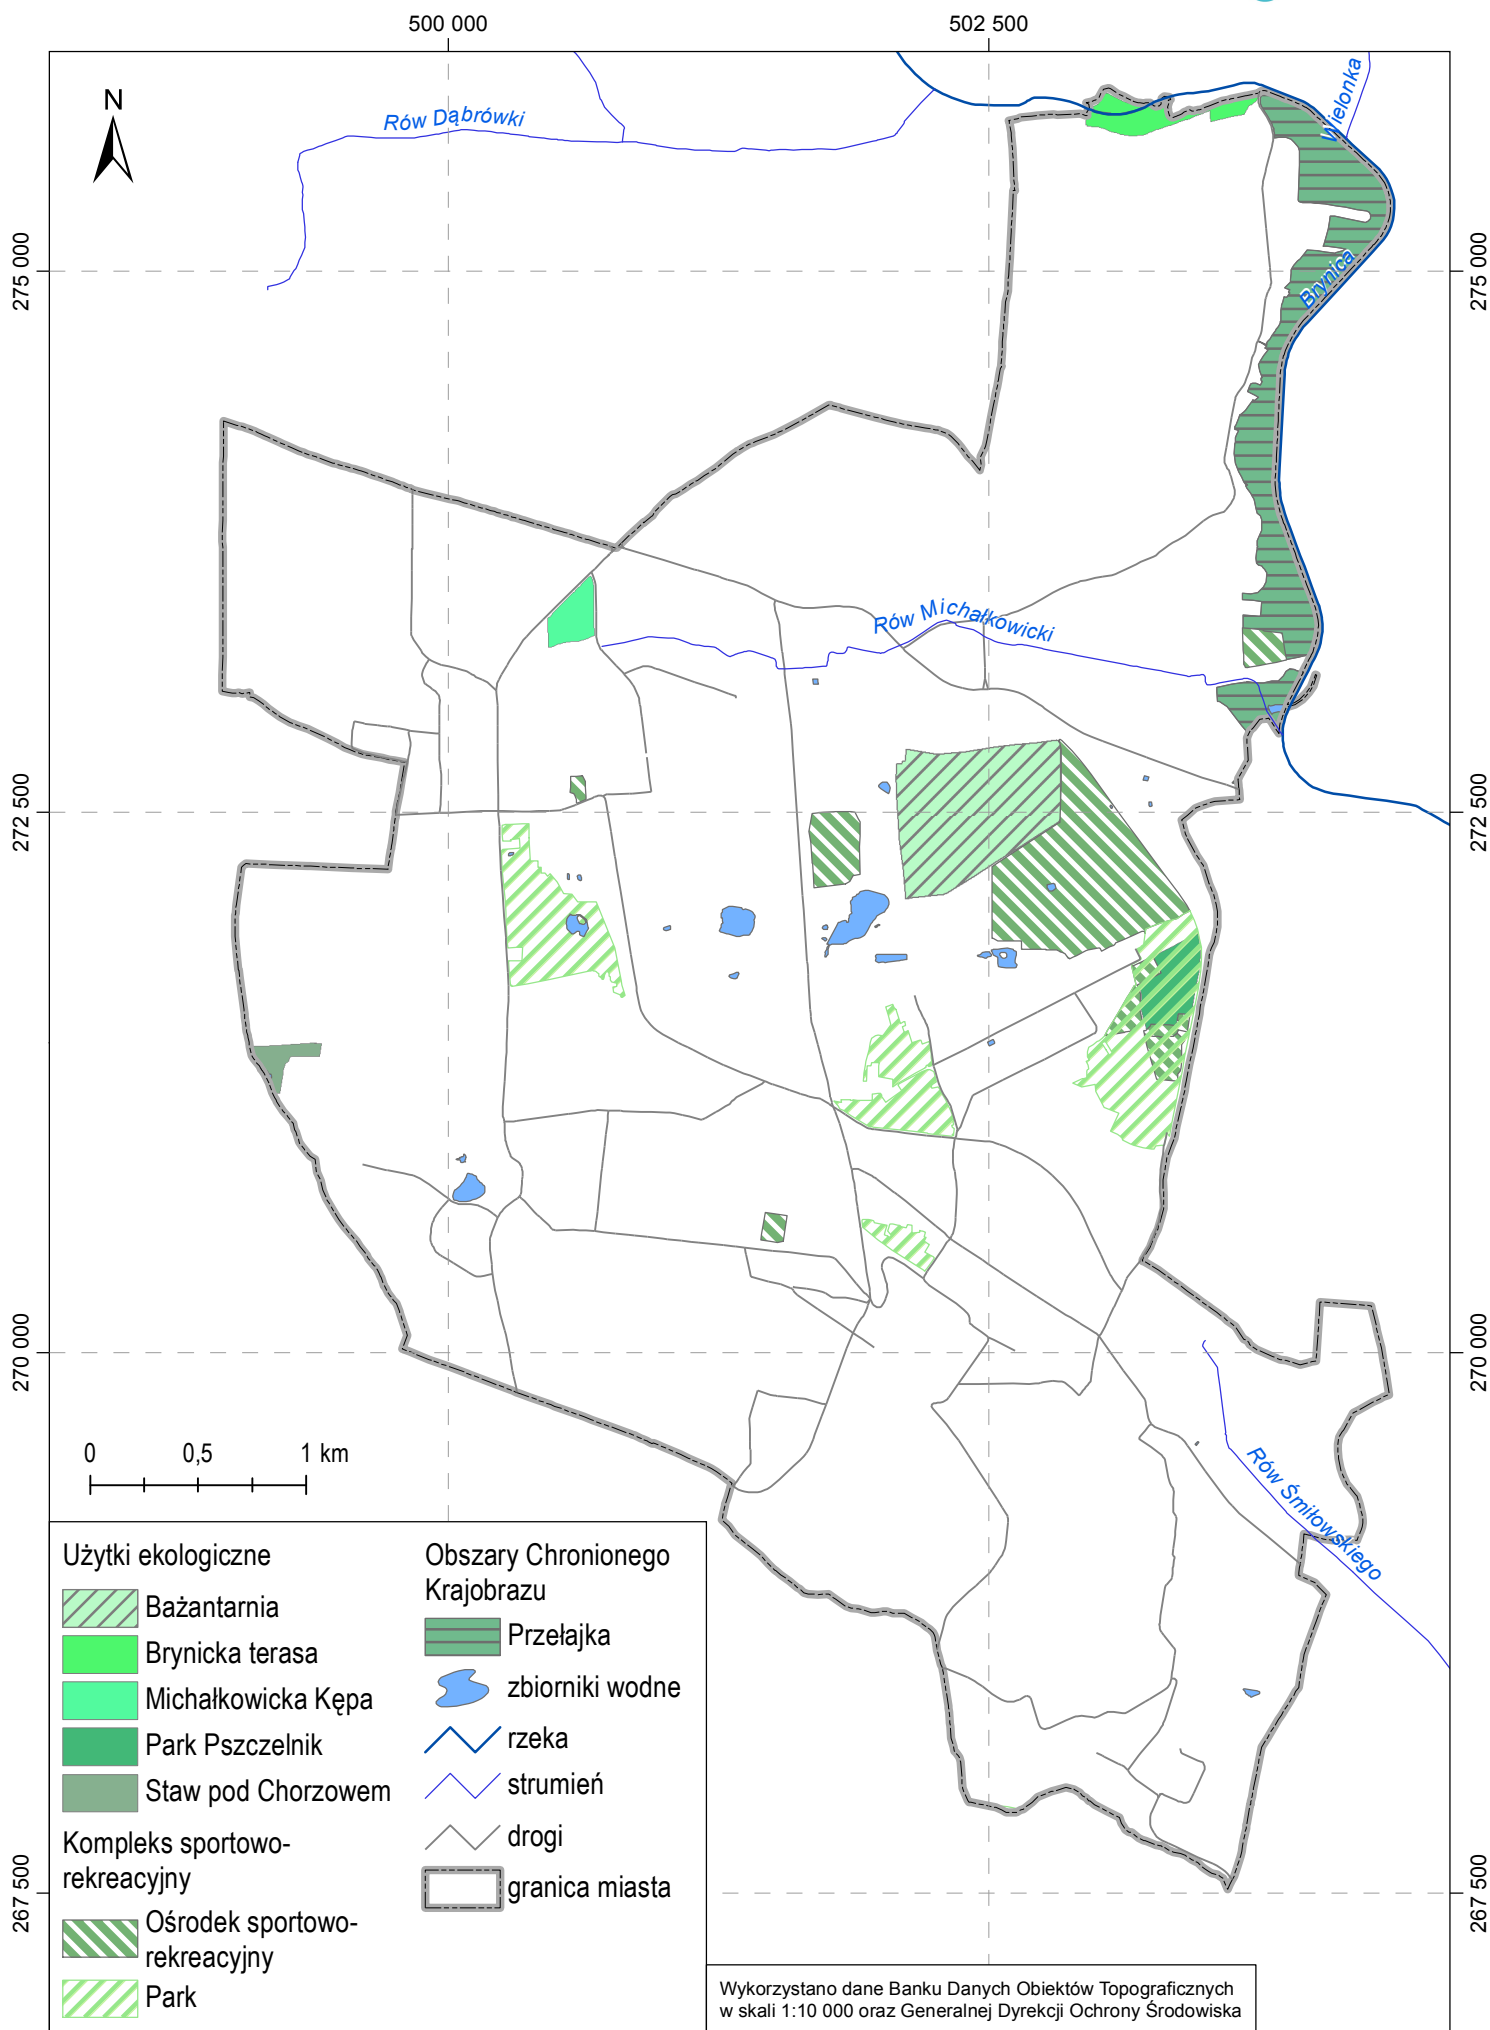 500 000
502 500
N
Rów Dąbrówki
Wielonka
275 000
275 000
Brynica
Rów Michałkowicki
272 500
272 500
270 000
270 000
0 0,5 1 km
Rów Śmiłowskiego
267 500
267 500
Użytki ekologiczne
Bażantarnia
Brynicka terasa
Michałkowicka Kępa
Park Pszczelnik
Staw pod Chorzowem
Kompleks sportowo-
rekreacyjny
Ośrodek sportowo-
rekreacyjny
Park
Obszary Chronionego
Krajobrazu
Przełajka
zbiorniki wodne
rzeka
strumień
drogi
granica miasta
Wykorzystano dane Banku Danych Obiektów Topograficznych
w skali 1:10 000 oraz Generalnej Dyrekcji Ochrony Środowiska